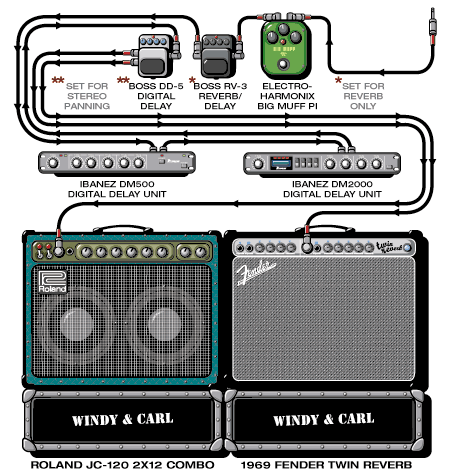 BIG MUFF
** SET FOR
STEREO
PANNING
*** BOSS DD-5
DIGITAL
DELAY
* BOSS RV-3
REVERB/
DELAY
ELECTRO-
HARMONIX
BIG MUFF PI
* SET FOR
REVERB
ONLY
IBANEZ DM500
DIGITAL DELAY UNIT
IBANEZ DM2000
DIGITAL DELAY UNIT
Roland
Fender
twin
reverb
WINDY & CARL
WINDY & CARL
ROLAND JC-120 2X12 COMBO
1969 FENDER TWIN REVERB